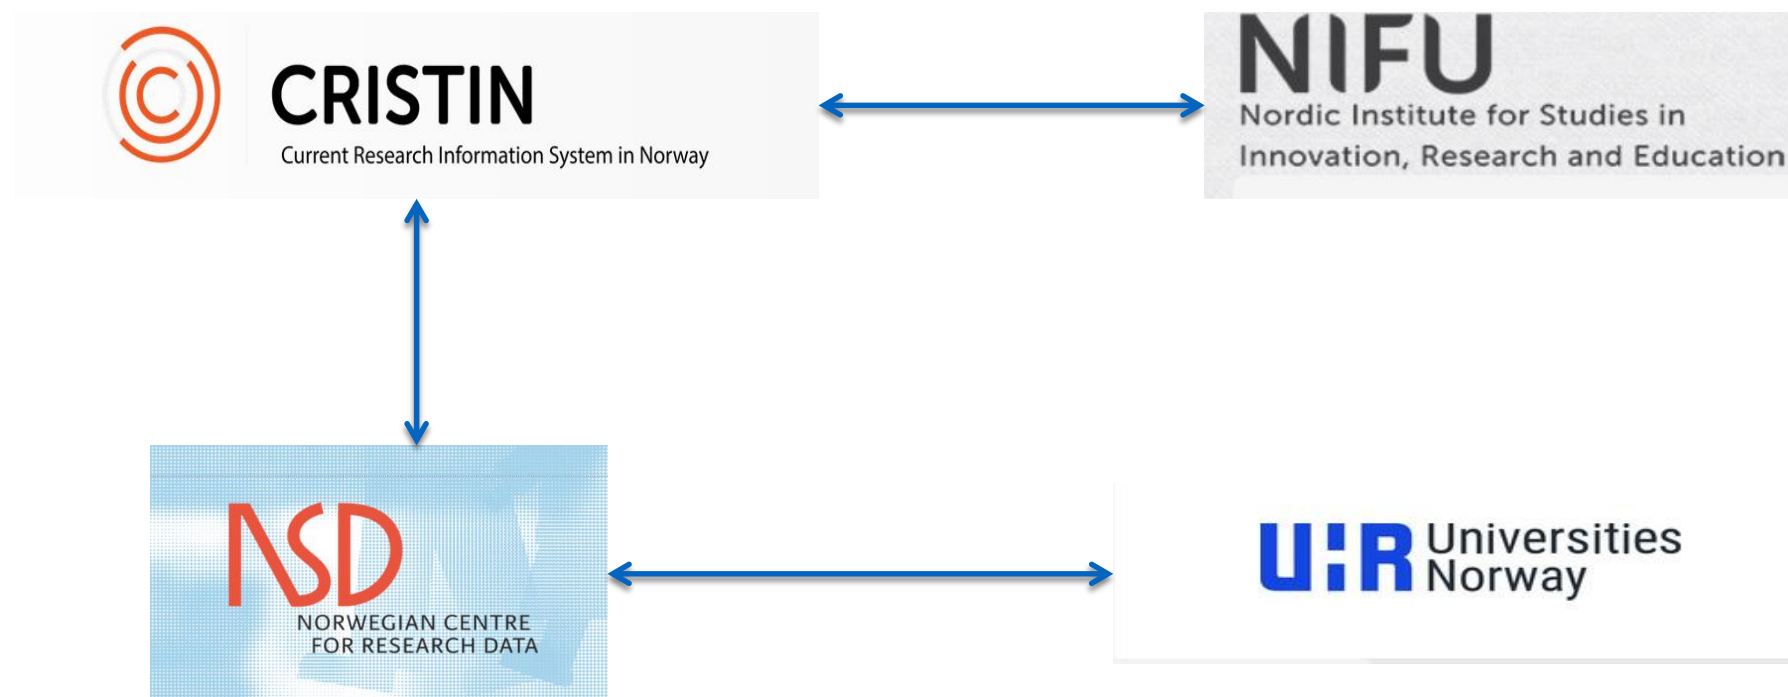 CRISTIN
Current Research Information System in Norway
NIFU
Nordic Institute for Studies in
Innovation, Research and Education
NSD
NORWEGIAN CENTRE
FOR RESEARCH DATA
UHR Universities
Norway